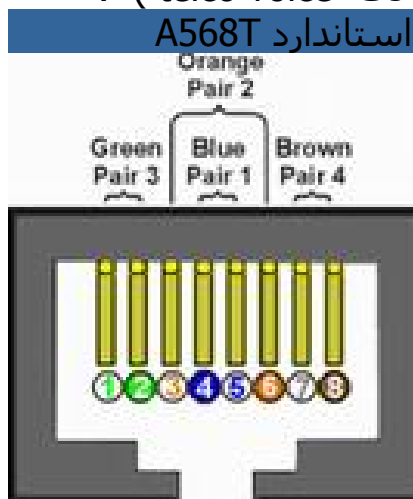 استاندارد A568T
Orange
Pair 2
Green Blue Brown
Pair 3 Pair 1 Pair 4
1 2 3 4 5 6 7 8